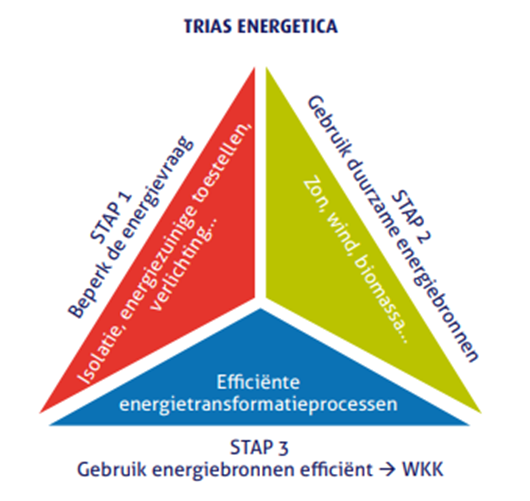 TRIAS ENERGETICA
STAP 1
Beperk de energievraag
Isolatie, energiezuinige toestellen,
verlichting...
STAP 2
Gebruik duurzame energiebronnen
Zon, wind, biomassa...
Efficiënte
energietransformatieprocessen
STAP 3
Gebruik energiebronnen efficiënt → WKK